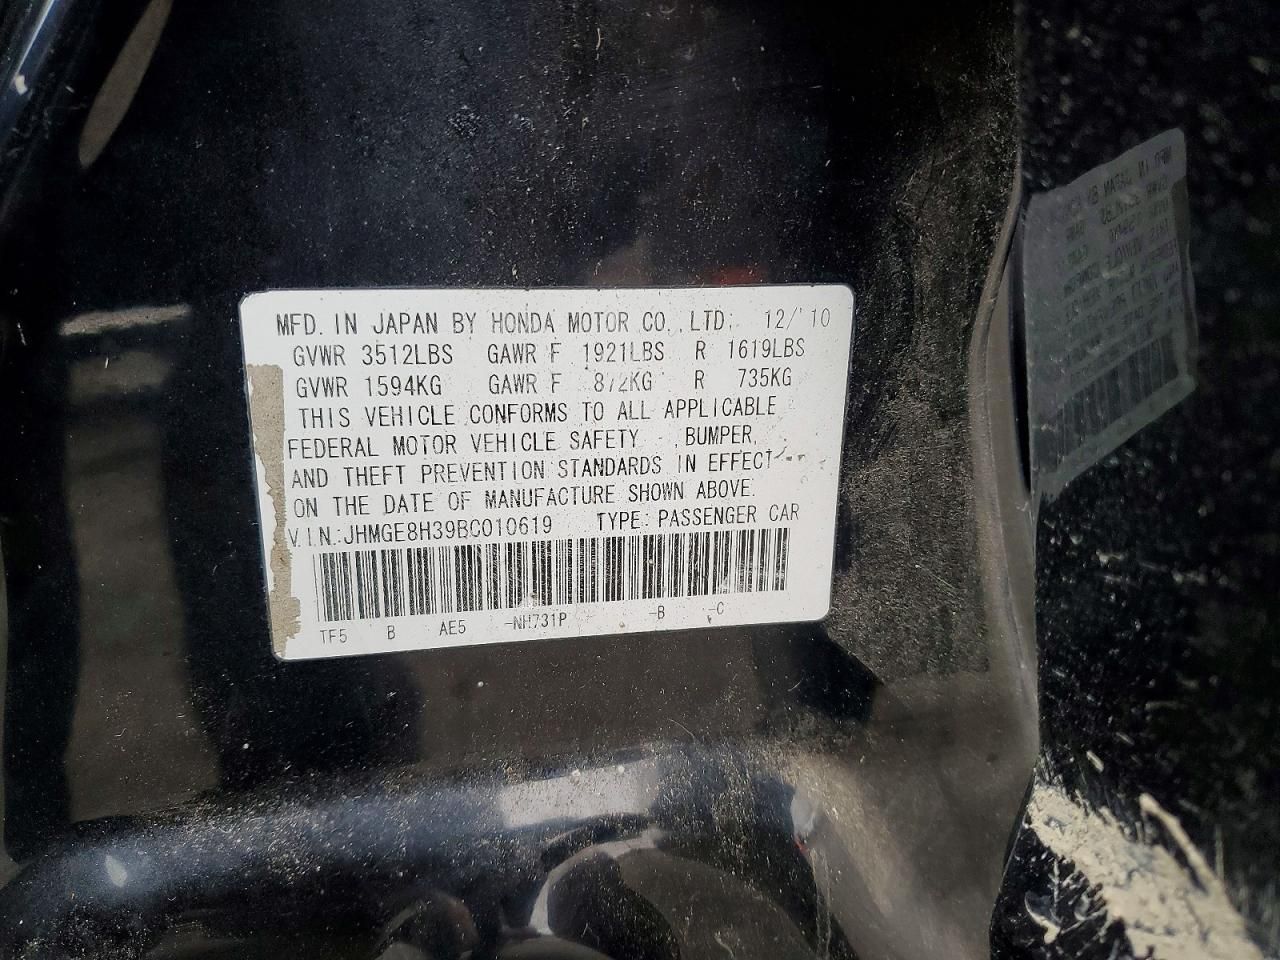 MFD. IN JAPAN BY HONDA MOTOR CO., LTD. 12/'10
GVWR 3512LBS GAWR F 1921LBS R 1619LBS
GVWR 1594KG GAWR F 872KG R 735KG
THIS VEHICLE CONFORMS TO ALL APPLICABLE
FEDERAL MOTOR VEHICLE SAFETY, BUMPER,
AND THEFT PREVENTION STANDARDS IN EFFECT
ON THE DATE OF MANUFACTURE SHOWN ABOVE.
V.I.N.:JHMGE8H39BC010619 TYPE: PASSENGER CAR
TF5 B AE5 -NH731P -B -C